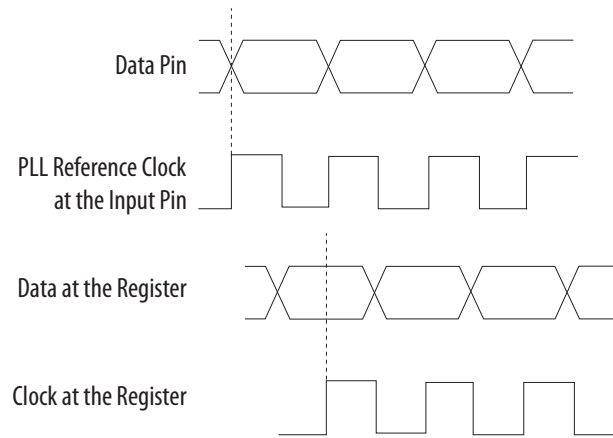 Data Pin
PLL Reference Clock
at the Input Pin
Data at the Register
Clock at the Register